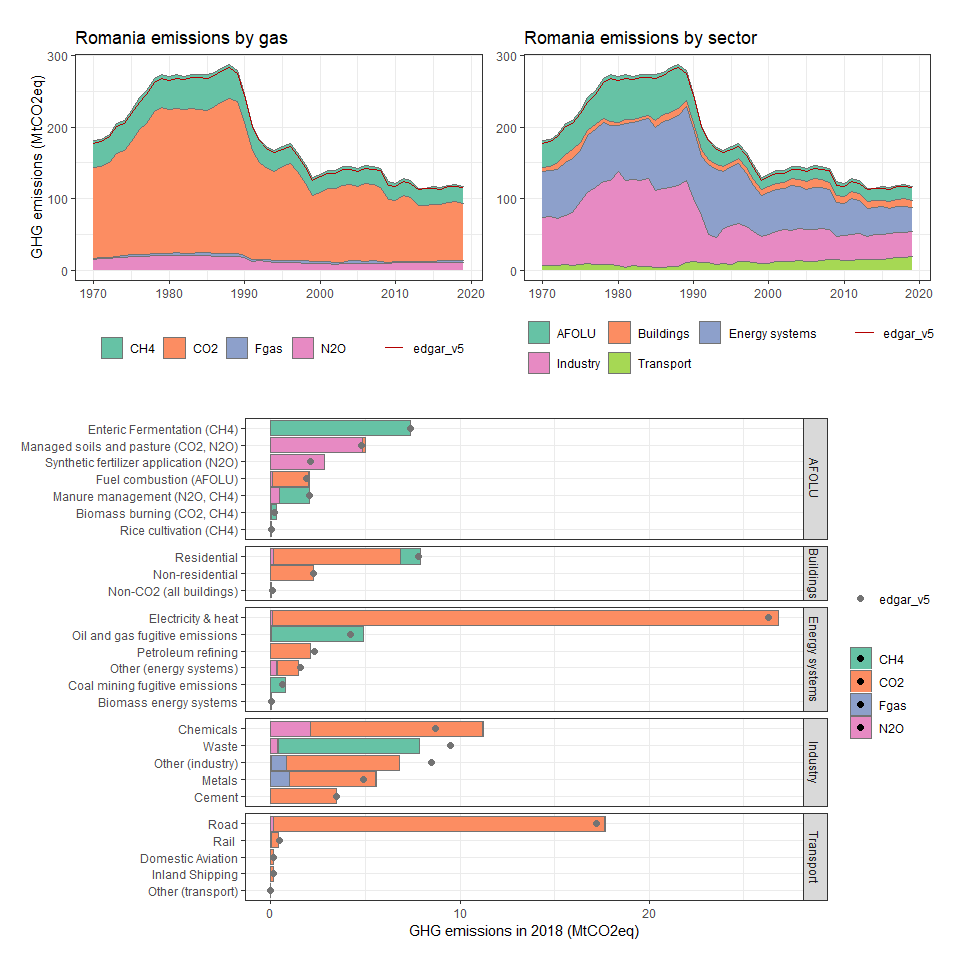 Romania emissions by gas
GHG emissions (MtCO2eq)
300
200
100
0
1970 1980 1990 2000 2010 2020
CH4 CO2 Fgas N2O edgar_v5
Romania emissions by sector
300
200
100
0
1970 1980 1990 2000 2010 2020
AFOLU Buildings Energy systems edgar_v5
Industry Transport
Enteric Fermentation (CH4)
Managed soils and pasture (CO2, N2O)
Synthetic fertilizer application (N2O)
Fuel combustion (AFOLU)
Manure management (N2O, CH4)
Biomass burning (CO2, CH4)
Rice cultivation (CH4)
AFOLU
Residential
Non-residential
Non-CO2 (all buildings)
Buildings
Electricity & heat
Oil and gas fugitive emissions
Petroleum refining
Other (energy systems)
Coal mining fugitive emissions
Biomass energy systems
Energy systems
Chemicals
Waste
Other (industry)
Metals
Cement
Industry
Road
Rail
Domestic Aviation
Inland Shipping
Other (transport)
Transport
0 10 20
GHG emissions in 2018 (MtCO2eq)
edgar_v5
CH4
CO2
Fgas
N2O